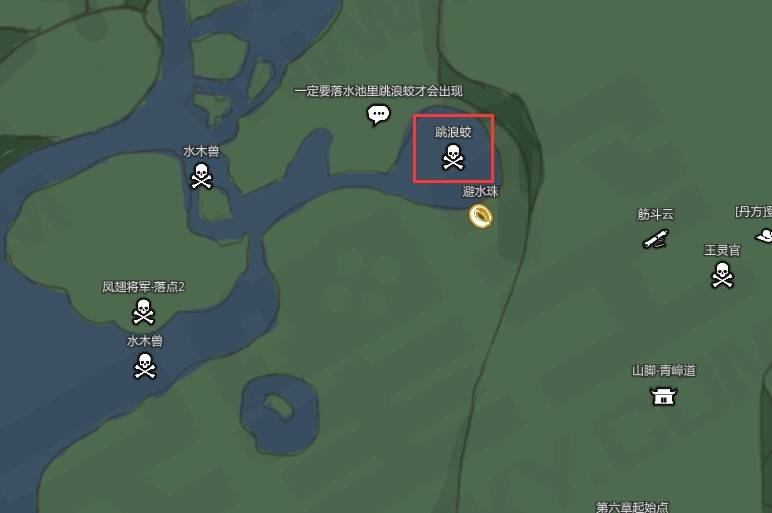 一定要落水池里跳浪蛟才会出现
跳浪蛟
水木兽
避水珠
筋斗云
[丹方]
王灵官
凤翅将军-落点2
水木兽
山脚-青嶂道
第六章起始点